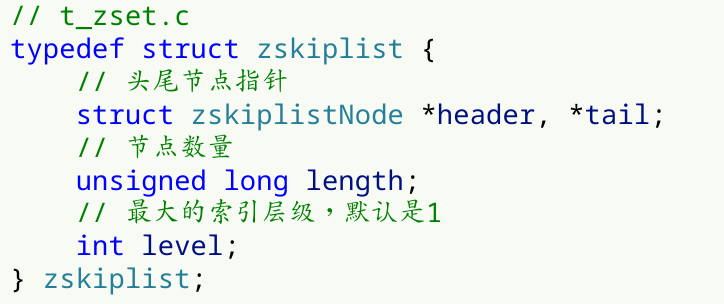 // t_zset.c
typedef struct zskiplist {
    // 头尾节点指针
    struct zskiplistNode *header, *tail;
    // 节点数量
    unsigned long length;
    // 最大的索引层级，默认是1
    int level;
} zskiplist;